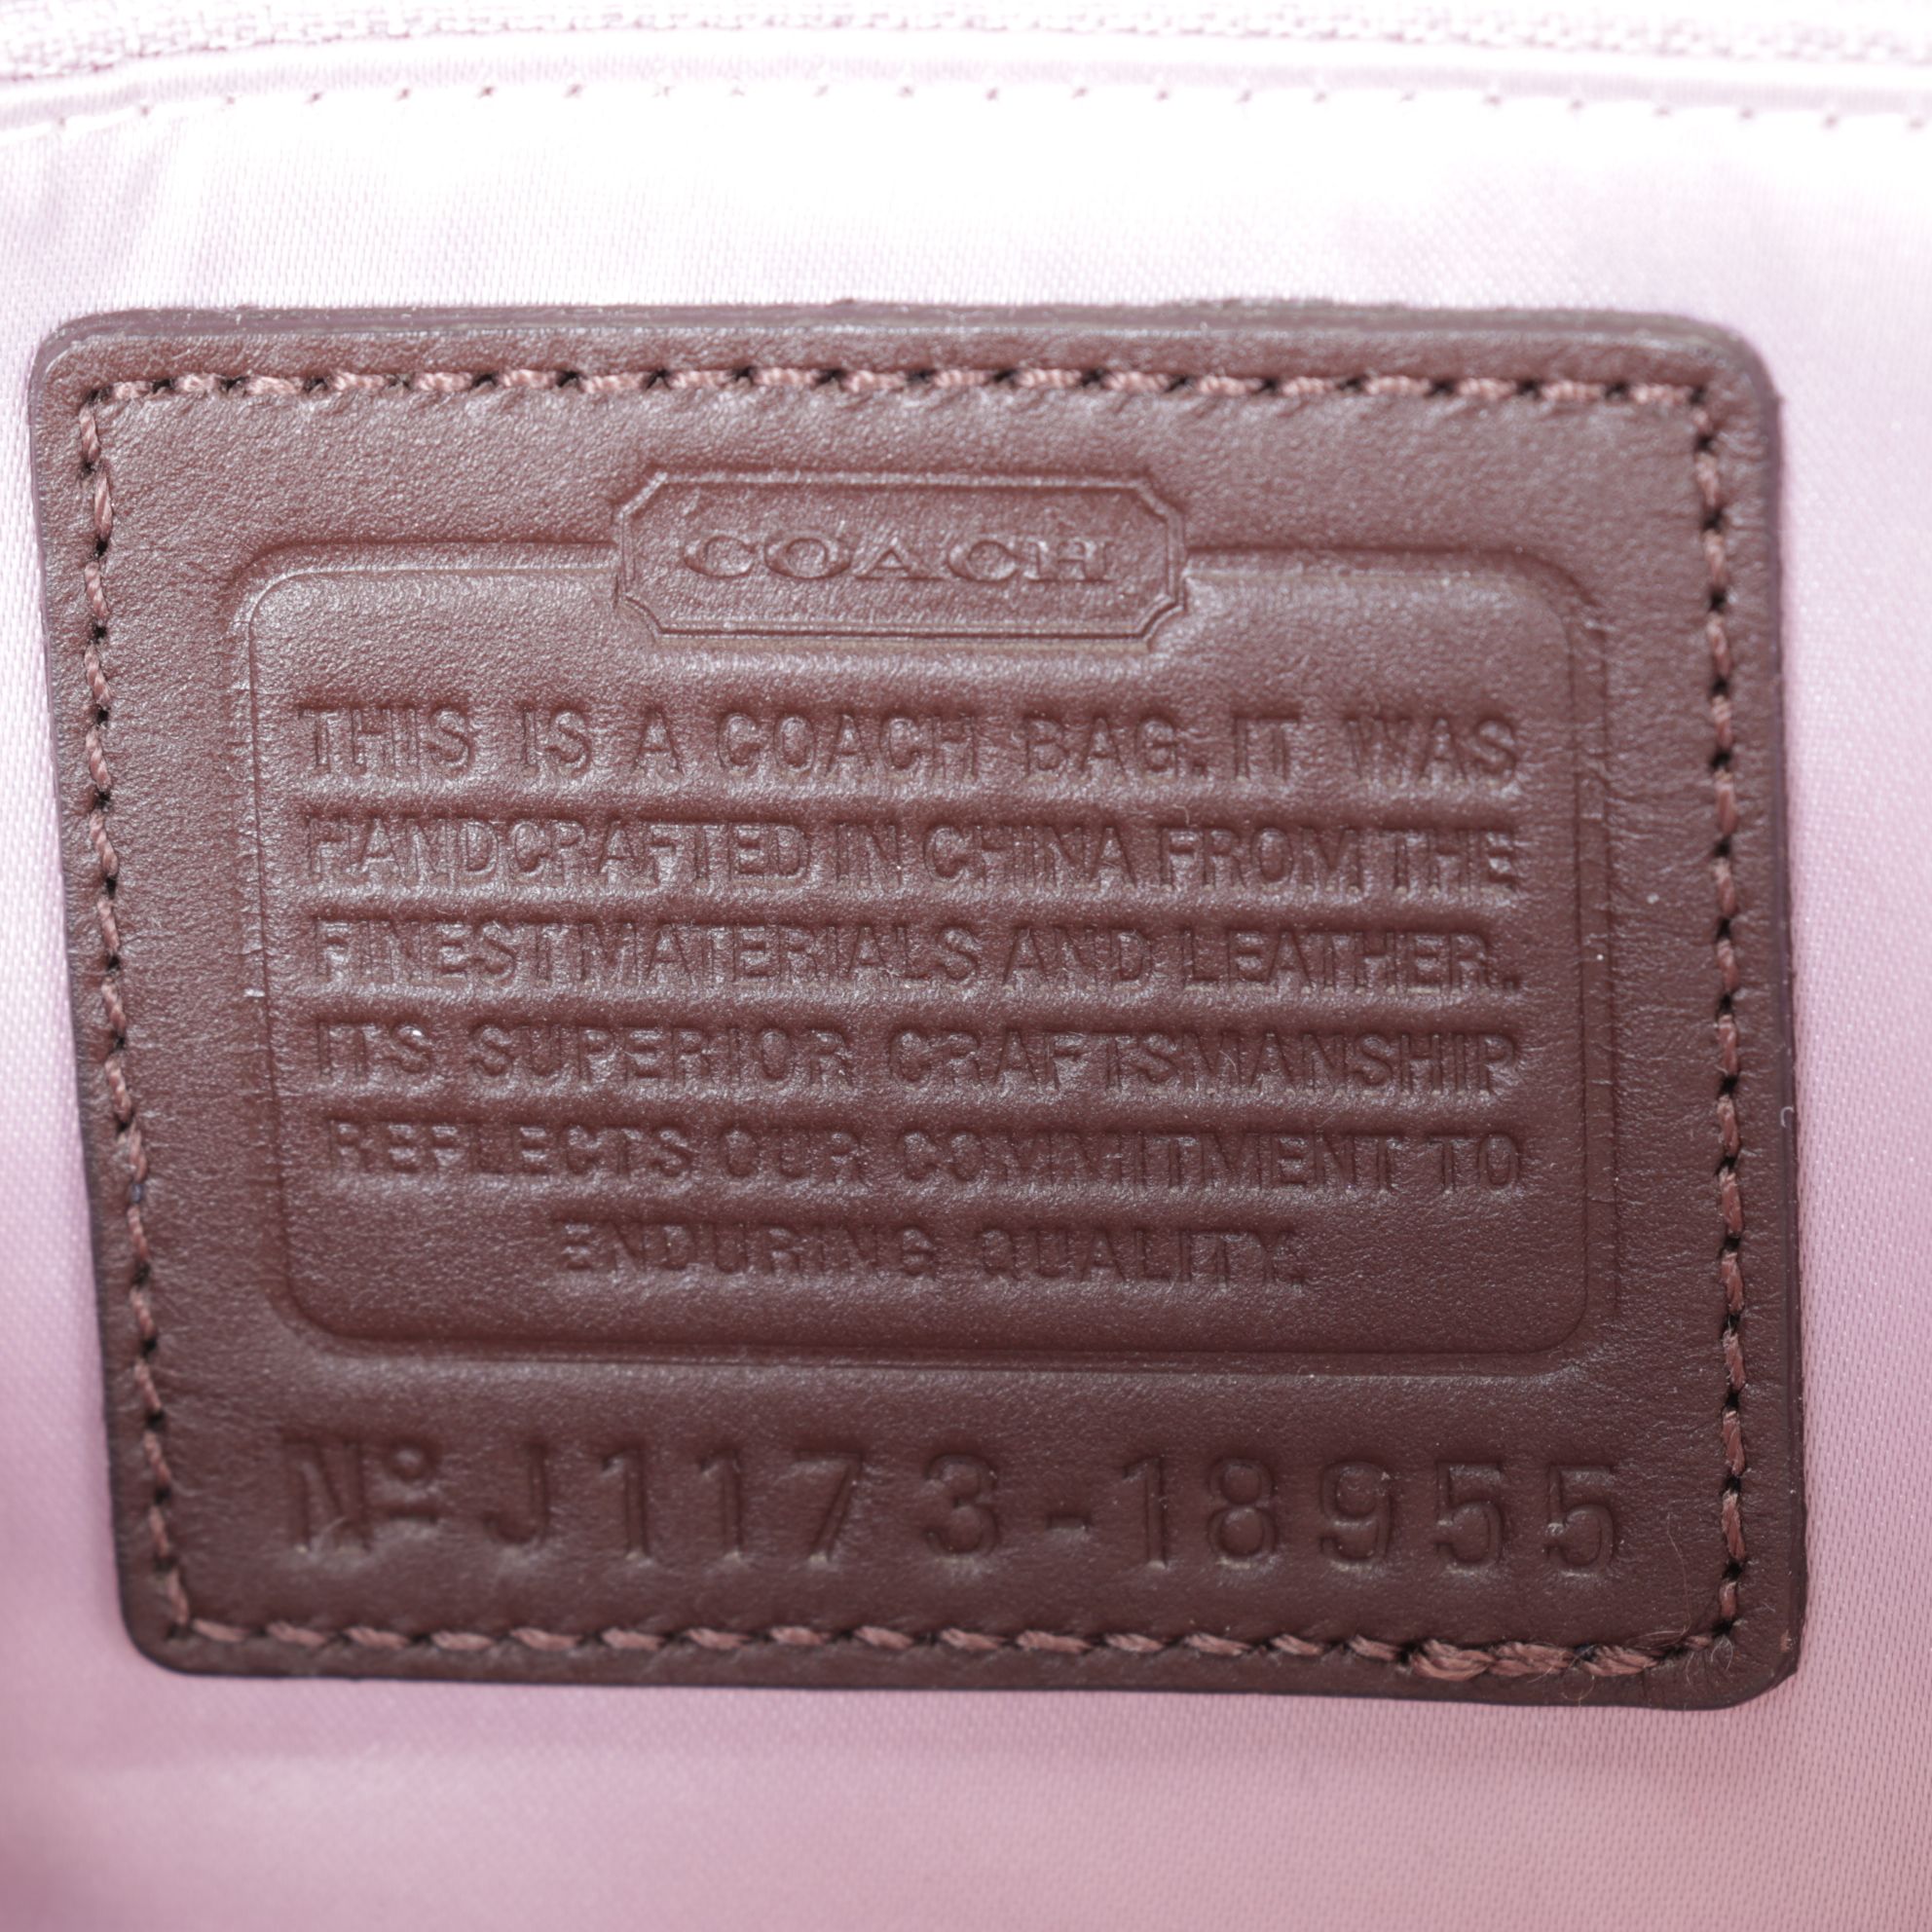 COACH
THIS IS A COACH BAG. IT WAS
HANDCRAFTED IN CHINA FROM THE
FINEST MATERIALS AND LEATHER.
ITS SUPERIOR CRAFTSMANSHIP
REFLECTS OUR COMMITMENT TO
ENDURING QUALITY.
Nº J1173-18955